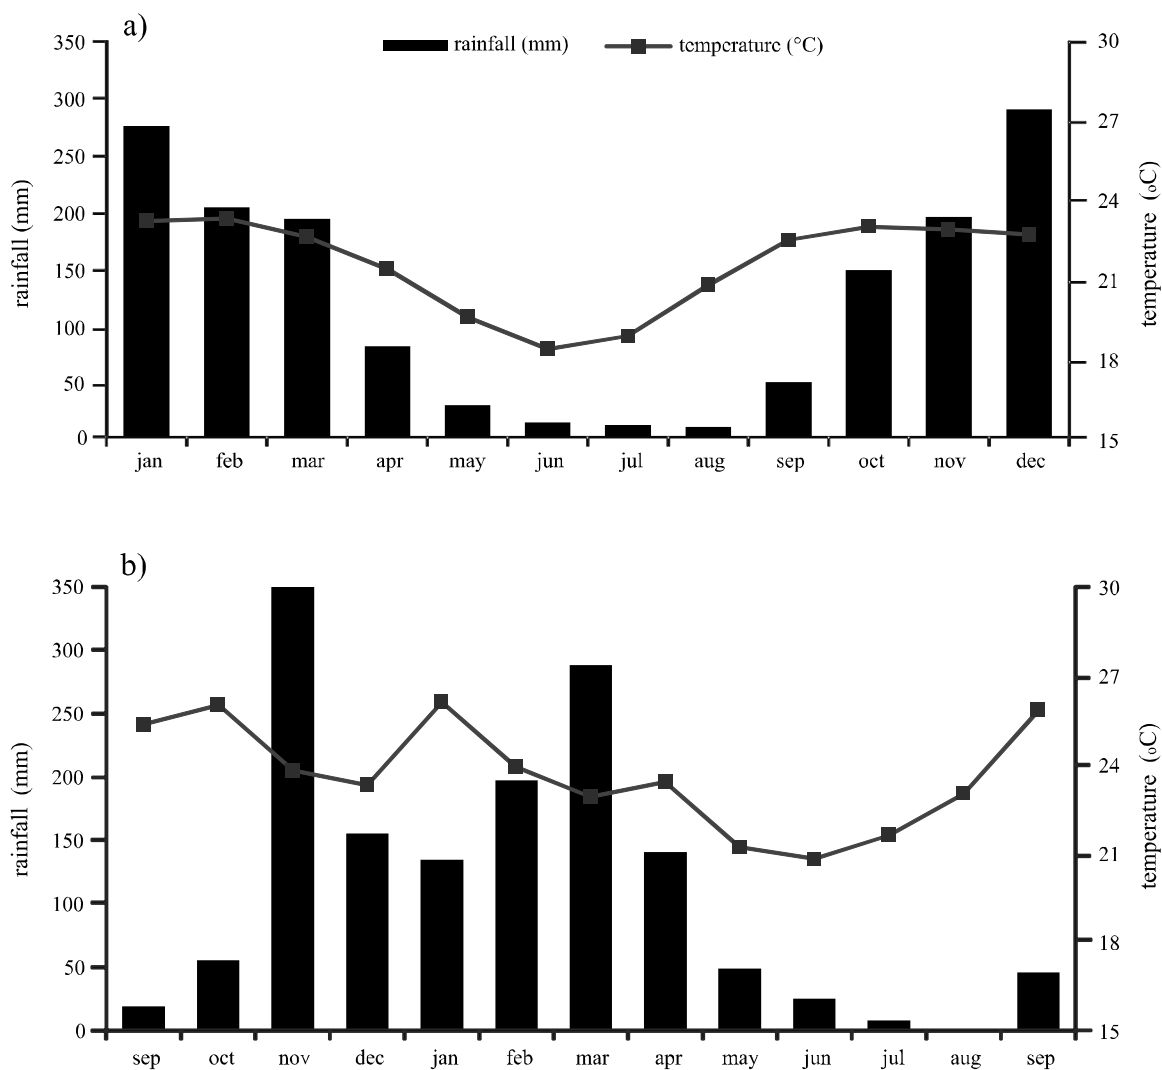 a)
rainfall (mm) temperature (°C)
350 30
300 27
250 24
200 21
150 18
100 15
50
0
rainfall (mm)
temperature (oC)
jan feb mar apr may jun jul aug sep oct nov dec
b)
350 30
300 27
250 24
200 21
150 18
100 15
50
0
rainfall (mm)
temperature (oC)
sep oct nov dec jan feb mar apr may jun jul aug sep